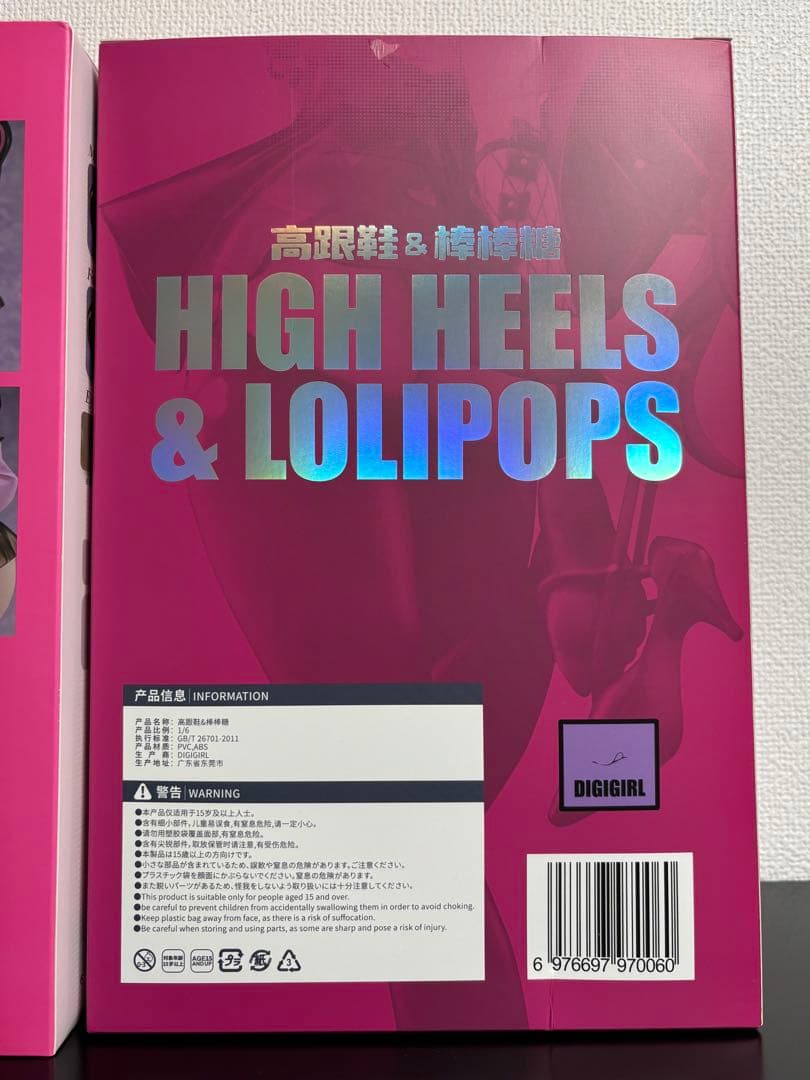 高跟鞋 & 棒棒糖
HIGH HEELS
& LOLIPOPS
产品信息 | INFORMATION
产品名称：高跟鞋&棒棒糖
产品比例：1/6
执行标准：GB/T 26701-2011
产品材质：PVC,ABS
生 产 商：DIGIGIRL
生产地址：广东省东莞市
警告 | WARNING
●本产品仅适用于15岁及以上人士。
●含有细小部件,儿童易误食,有窒息危险,请一定小心。
●请勿用塑胶袋覆盖面部,有窒息危险。
●含有尖锐部件,取放保管时请注意,有受伤危险。
●本製品は15歳以上の方向けです。
●小さな部品が含まれているため、誤飲や窒息の危険があります。ご注意ください。
●プラスチック袋を顔面にかぶらないでください。窒息の危険があります。
●また鋭いパーツがあるため、怪我をしないよう取り扱いには十分注意してください。
●This product is suitable only for people aged 15 and over.
●be careful to prevent children from accidentally swallowing them in order to avoid choking.
●Keep plastic bag away from face, as there is a risk of suffocation.
●Be careful when storing and using parts, as some are sharp and pose a risk of injury.
0-3
対象年齢
15才以上
AGE15
AND UP
プラ
紙
3
DIGIGIRL
6 976697 970060